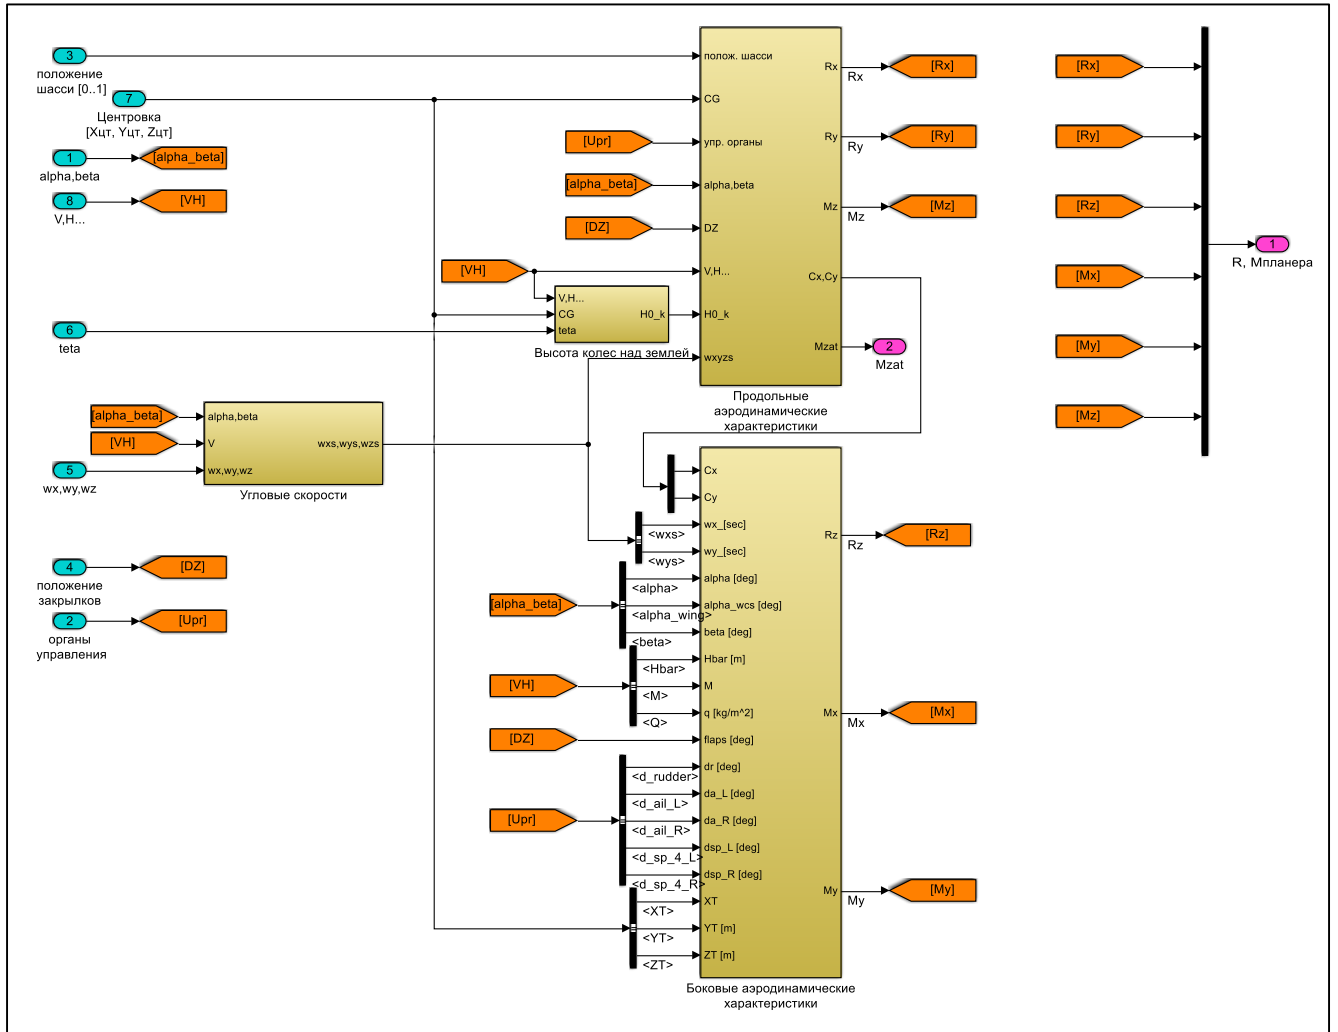 3
положение
шасси [0..1]
7
Центровка
[Xцт, Yцт, Zцт]
1
alpha,beta
[alpha_beta]
8
V,H...
[VH]
6
teta
[alpha_beta]
[VH]
5
wx,wy,wz
alpha,beta
V
wx,wy,wz
wxs,wys,wzs
Угловые скорости
4
положение
закрылков
[DZ]
2
органы
управления
[Upr]
[Upr]
[alpha_beta]
[DZ]
[VH]
V,H...
CG
teta
H0_k
Высота колес над землей
полож. шасси
CG
упр. органы
alpha,beta
DZ
V,H...
H0_k
wxyzs
Rx
Ry
Mz
Cx,Cy
Mzat
Продольные
аэродинамические
характеристики
Rx
[Rx]
Ry
[Ry]
Mz
[Mz]
2
Mzat
[Rx]
[Ry]
[Rz]
[Mx]
[My]
[Mz]
1
R, Mпланера
<wxs>
<wys>
[alpha_beta]
<alpha>
<alpha_wing>
<beta>
[VH]
<Hbar>
<M>
<Q>
[DZ]
[Upr]
<d_rudder>
<d_ail_L>
<d_ail_R>
<d_sp_4_L>
<d_sp_4_R>
<XT>
<YT>
<ZT>
Cx
Cy
wx_[sec]
wy_[sec]
alpha [deg]
alpha_wcs [deg]
beta [deg]
Hbar [m]
M
q [kg/m^2]
flaps [deg]
dr [deg]
da_L [deg]
da_R [deg]
dsp_L [deg]
dsp_R [deg]
XT
YT [m]
ZT [m]
Rz
Mx
My
Боковые аэродинамические
характеристики
Rz
[Rz]
Mx
[Mx]
My
[My]